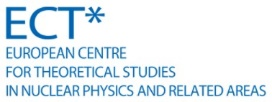 ECT*
EUROPEAN CENTRE
FOR THEORETICAL STUDIES
IN NUCLEAR PHYSICS AND RELATED AREAS